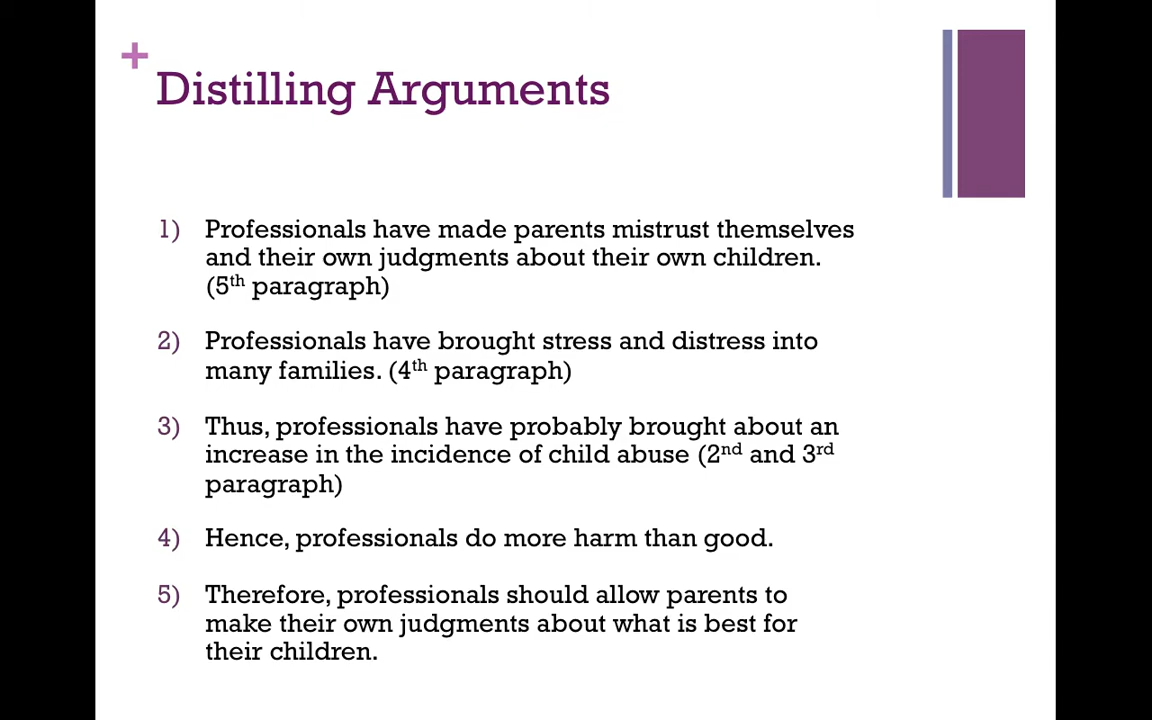 +
Distilling Arguments
1) Professionals have made parents mistrust themselves
and their own judgments about their own children.
(5th paragraph)
2) Professionals have brought stress and distress into
many families. (4th paragraph)
3) Thus, professionals have probably brought about an
increase in the incidence of child abuse (2nd and 3rd
paragraph)
4) Hence, professionals do more harm than good.
5) Therefore, professionals should allow parents to
make their own judgments about what is best for
their children.